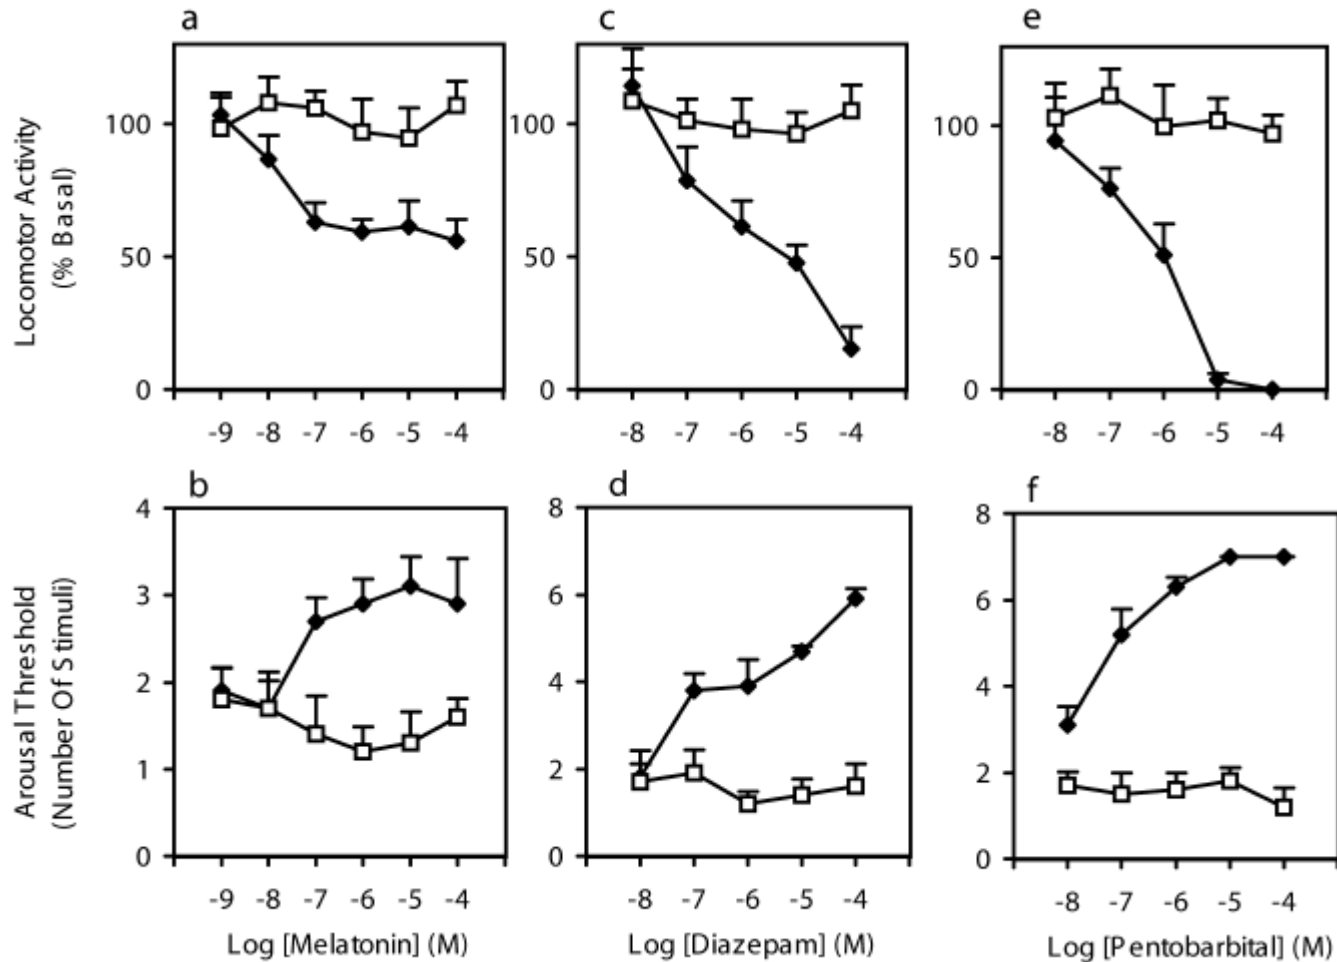 a
c
e
Locomotor Activity
(% Basal)
100
50
0
100
50
0
100
50
0
-9 -8 -7 -6 -5 -4
-8 -7 -6 -5 -4
-8 -7 -6 -5 -4
b
d
f
Arousal Threshold
(Number Of Stimuli)
4
3
2
1
0
8
6
4
2
0
8
6
4
2
0
-9 -8 -7 -6 -5 -4
-8 -7 -6 -5 -4
-8 -7 -6 -5 -4
Log [Melatonin] (M)
Log [Diazepam] (M)
Log [Pentobarbital] (M)